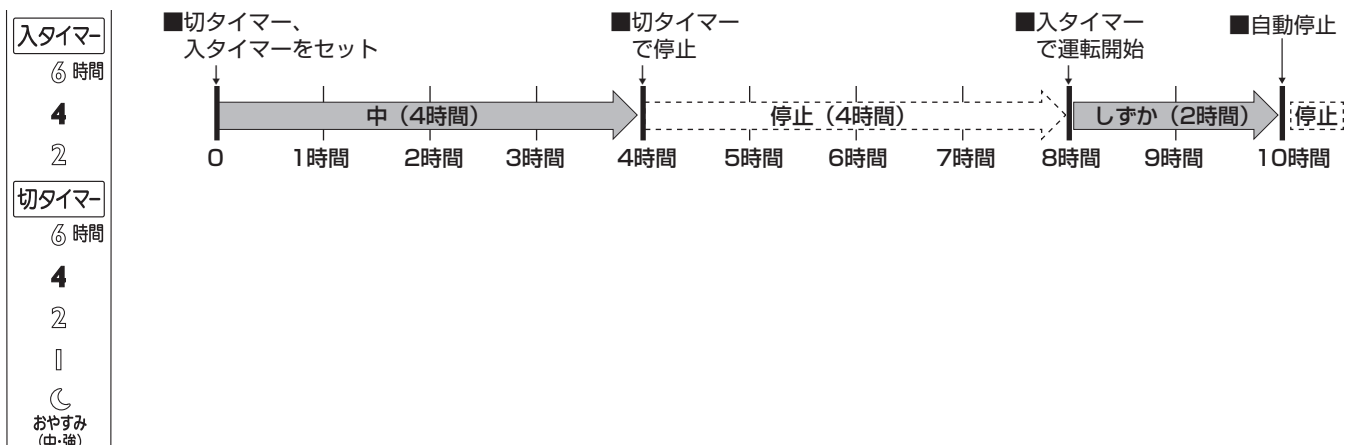 入タイマー
6 時間
4
2
切タイマー
6 時間
4
2
1
おやすみ
(中・強)
■切タイマー、
入タイマーをセット
■切タイマー
で停止
■入タイマー
で運転開始
■自動停止
中（4時間）
停止（4時間）
しずか（2時間）
停止
0 1時間 2時間 3時間 4時間 5時間 6時間 7時間 8時間 9時間 10時間